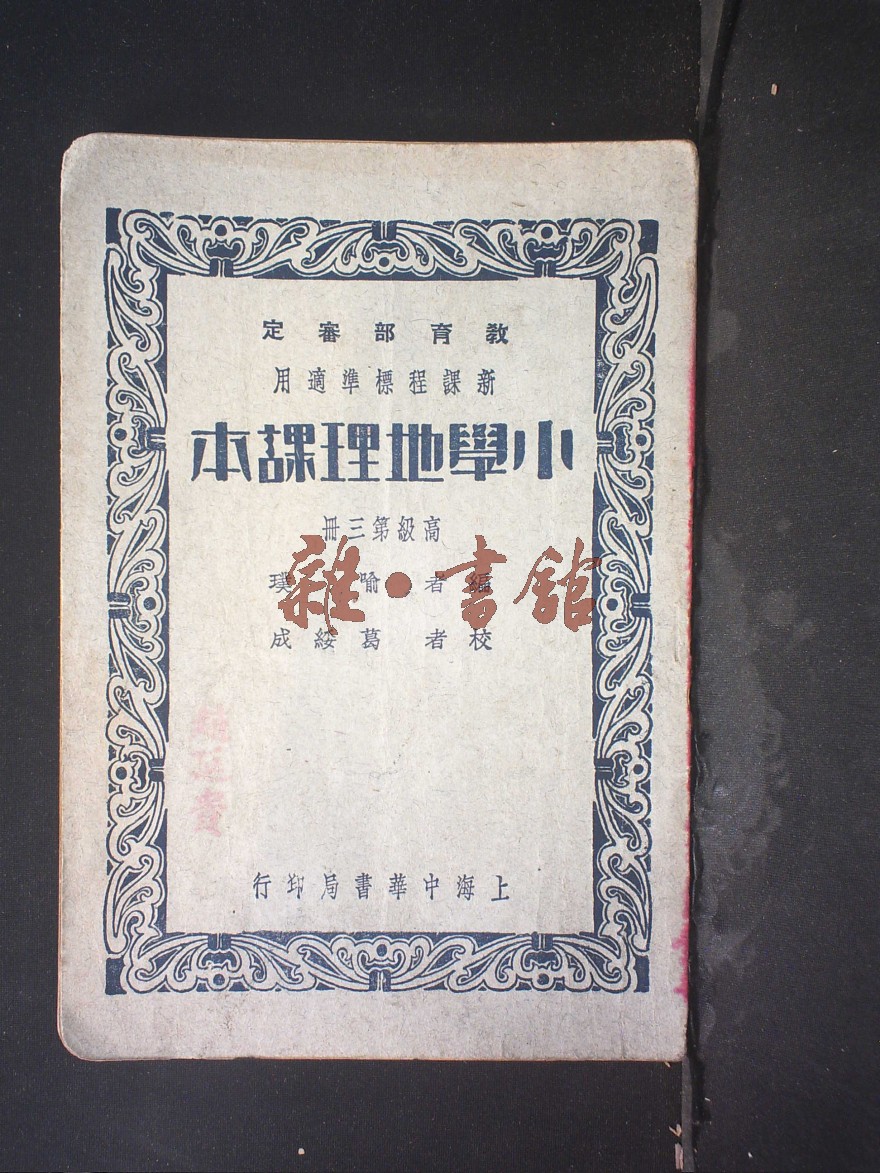 教育部審定
新課程標準適用
小學地理課本
高級第三冊
編者 喻璞
雜·書館
校者 葛綏成
上海中華書局印行